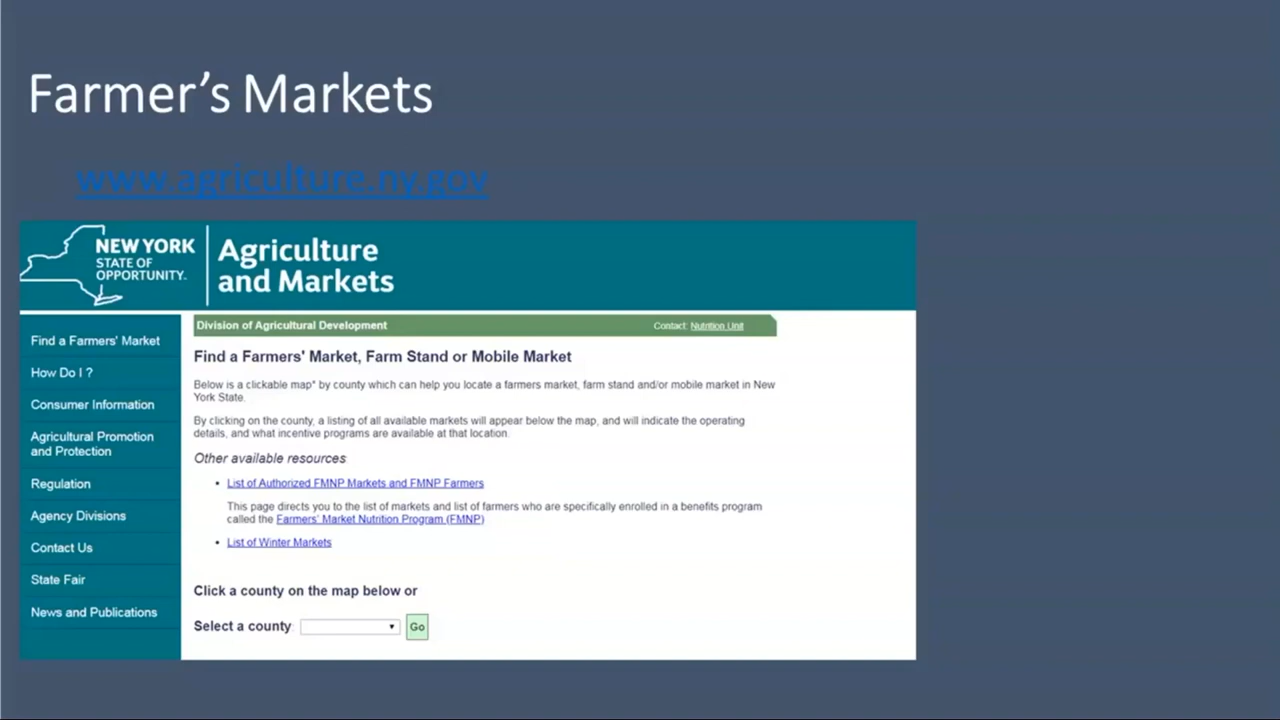 Farmer’s Markets
www.agriculture.ny.gov
NEW YORK
STATE OF
OPPORTUNITY.
Agriculture
and Markets
Find a Farmers' Market
How Do I ?
Consumer Information
Agricultural Promotion
and Protection
Regulation
Agency Divisions
Contact Us
State Fair
News and Publications
Division of Agricultural Development
Contact: Nutrition Unit
Find a Farmers' Market, Farm Stand or Mobile Market
Below is a clickable map* by county which can help you locate a farmers market, farm stand and/or mobile market in New
York State.
By clicking on the county, a listing of all available markets will appear below the map, and will indicate the operating
details, and what incentive programs are available at that location.
Other available resources
• List of Authorized FMNP Markets and FMNP Farmers
This page directs you to the list of markets and list of farmers who are specifically enrolled in a benefits program
called the Farmers' Market Nutrition Program (FMNP)
• List of Winter Markets
Click a county on the map below or
Select a county
Go